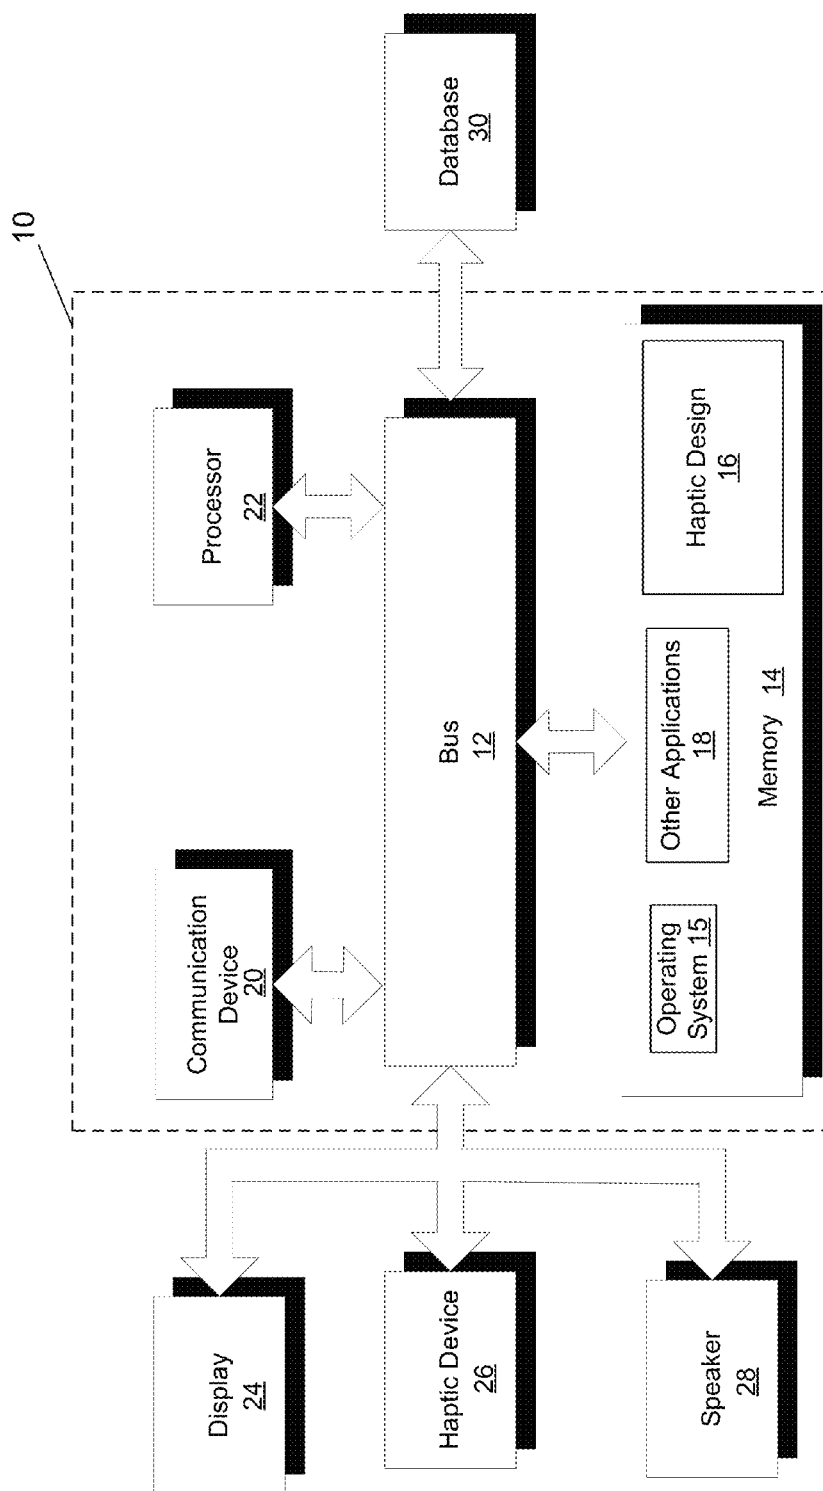 10
Communication
Device
20
Processor
22
Display
24
Haptic Device
26
Speaker
28
Bus
12
Database
30
Operating
System 15
Other Applications
18
Haptic Design
16
Memory 14